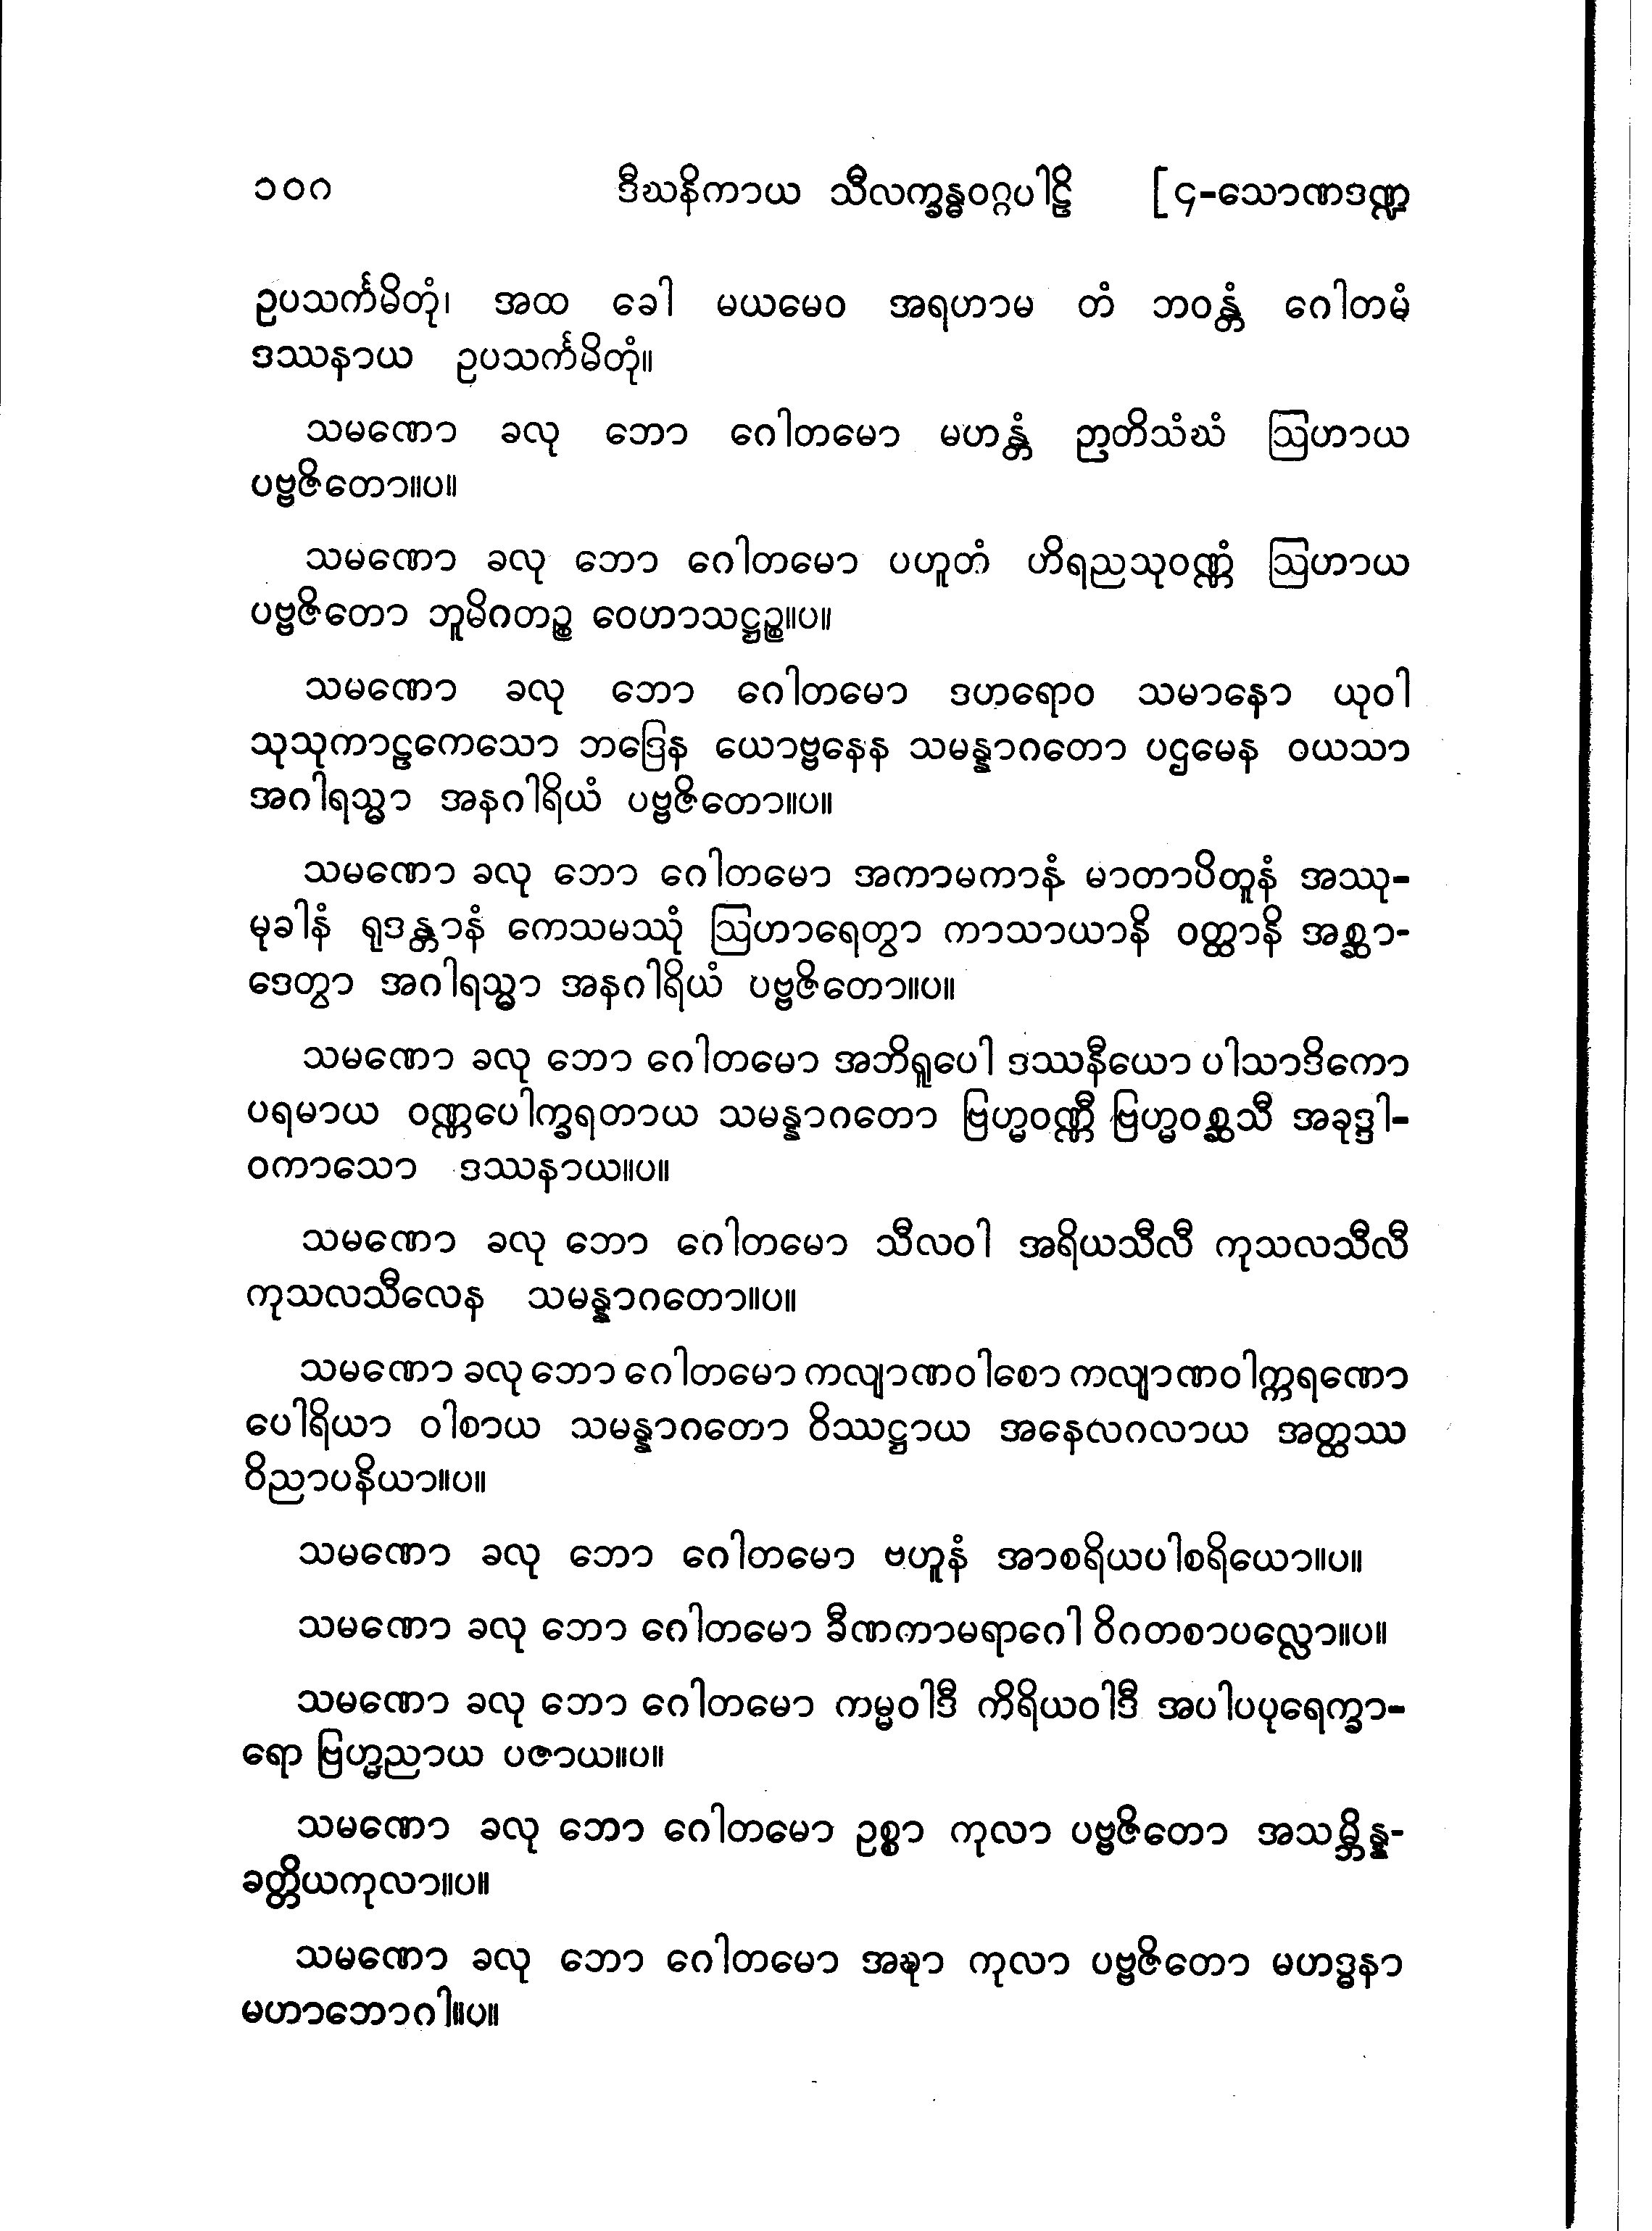 ၁၀ဂ ဒီဃနိကာယ သီလက္ခန္ဓဝဂ္ဂပါဠိ [၄-သောဏဒဏ္ဍ
ဥပသင်္ကမိတုံ၊ အထ ခေါ မယမေဝ အရဟာမ တံ ဘဝန္တံ ဂေါတမံ
ဒဿနာယ ဥပသင်္ကမိတုံ။
သမဏော ခလု ဘော ဂေါတမော မဟန္တံ ဉာတိသံဃံ ဩဟာယ
ပဗ္ဗဇိတော။ပ။
သမဏော ခလု ဘော ဂေါတမော ပဟူတံ ဟိရညသုဝဏ္ဏံ ဩဟာယ
ပဗ္ဗဇိတော ဘူမိဂတဉ္စ ဝေဟာသဋ္ဌဉ္စ။ပ။
သမဏော ခလု ဘော ဂေါတမော ဒဟရောဝ သမာနော ယုဝါ
သုသုကာဠကေသော ဘဒြေန ယောဗ္ဗနေန သမန္နာဂတော ပဌမေန ဝယသာ
အဂါရသ္မာ အနဂါရိယံ ပဗ္ဗဇိတော။ပ။
သမဏော ခလု ဘော ဂေါတမော အကာမကာနံ မာတာပိတူနံ အဿု-
မုခါနံ ရုဒန္တာနံ ကေသမဿုံ ဩဟာရေတွာ ကာသာယာနိ ဝတ္ထာနိ အစ္ဆာ-
ဒေတွာ အဂါရသ္မာ အနဂါရိယံ ပဗ္ဗဇိတော။ပ။
သမဏော ခလု ဘော ဂေါတမော အဘိရူပေါ ဒဿနီယော ပါသာဒိကော
ပရမာယ ဝဏ္ဏပေါက္ခရတာယ သမန္နာဂတော ဗြဟ္မဝဏ္ဏီ ဗြဟ္မဝစ္ဆသီ အခုဒ္ဒါ-
ဝကာသော ဒဿနာယ။ပ။
သမဏော ခလု ဘော ဂေါတမော သီလဝါ အရိယသီလီ ကုသလသီလီ
ကုသလသီလေန သမန္နာဂတော။ပ။
သမဏော ခလု ဘော ဂေါတမော ကလျာဏဝါစော ကလျာဏဝါက္ကရဏော
ပေါရိယာ ဝါစာယ သမန္နာဂတော ဝိဿဋ္ဌာယ အနေလဂလာယ အတ္ထဿ
ဝိညာပနိယာ။ပ။
သမဏော ခလု ဘော ဂေါတမော ဗဟူနံ အာစရိယပါစရိယော။ပ။
သမဏော ခလု ဘော ဂေါတမော ခီဏကာမရာဂေါ ဝိဂတစာပလ္လော။ပ။
သမဏော ခလု ဘော ဂေါတမော ကမ္မဝါဒီ ကိရိယဝါဒီ အပါပပုရေက္ခာ-
ရော ဗြဟ္မညာယ ပဇာယ။ပ။
သမဏော ခလု ဘော ဂေါတမော ဥစ္စာ ကုလာ ပဗ္ဗဇိတော အသမ္ဘိန္န-
ခတ္တိယကုလာ။ပ။
သမဏော ခလု ဘော ဂေါတမော အဍ္ဎာ ကုလာ ပဗ္ဗဇိတော မဟဒ္ဓနာ
မဟာဘောဂါ။ပ။